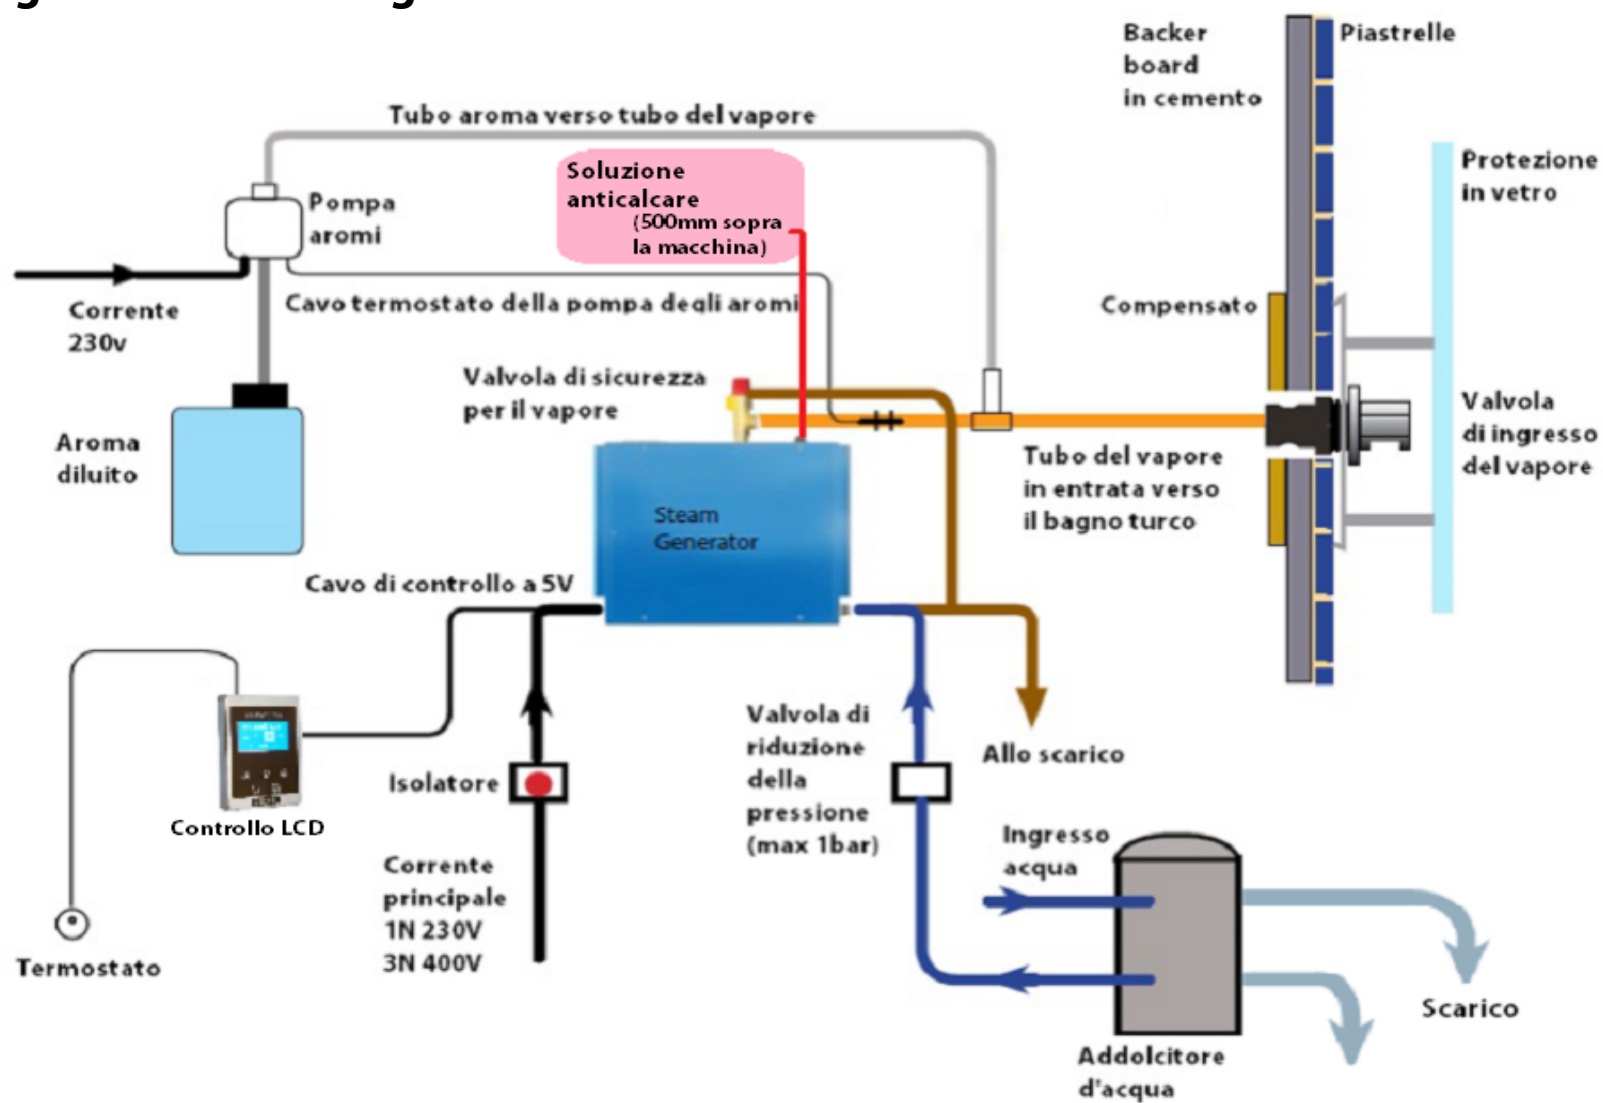 Backer
board
in cemento
Piastrelle
Tubo aroma verso tubo del vapore
Soluzione
anticalcare
(500mm sopra
la macchina)
Protezione
in vetro
Pompa
aromi
Corrente
230v
Cavo termostato della pompa degli aromi
Compensato
Valvola di sicurezza
per il vapore
Valvola
di ingresso
del vapore
Aroma
diluito
Tubo del vapore
in entrata verso
il bagno turco
Steam
Generator
Cavo di controllo a 5V
Valvola di
riduzione
della
pressione
(max 1bar)
Allo scarico
Isolatore
Controllo LCD
Ingresso
acqua
Corrente
principale
1N 230V
3N 400V
Termostato
Scarico
Addolcitore
d'acqua